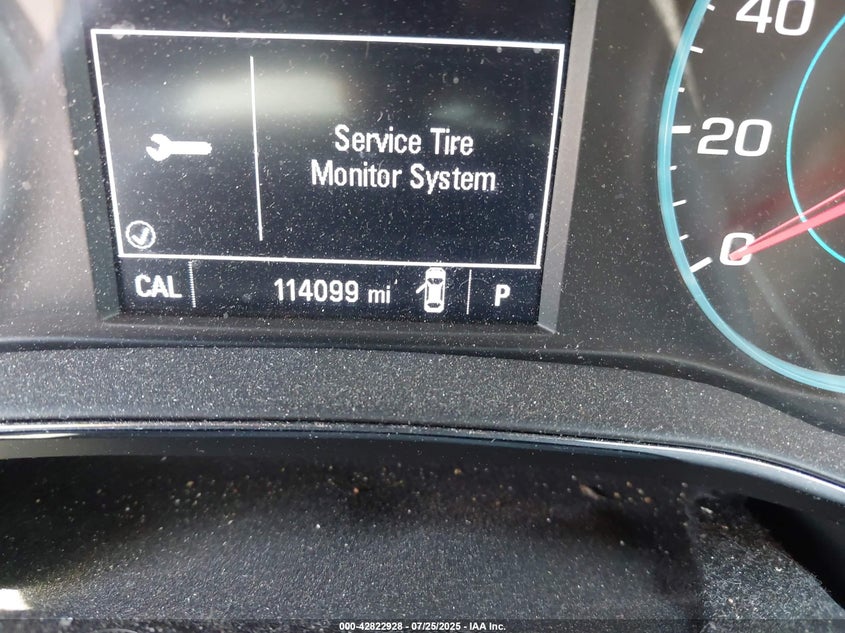 40
20
0
Service Tire
Monitor System
CAL 114099 mi P
000-42822928 - 07/25/2025 - IAA Inc.